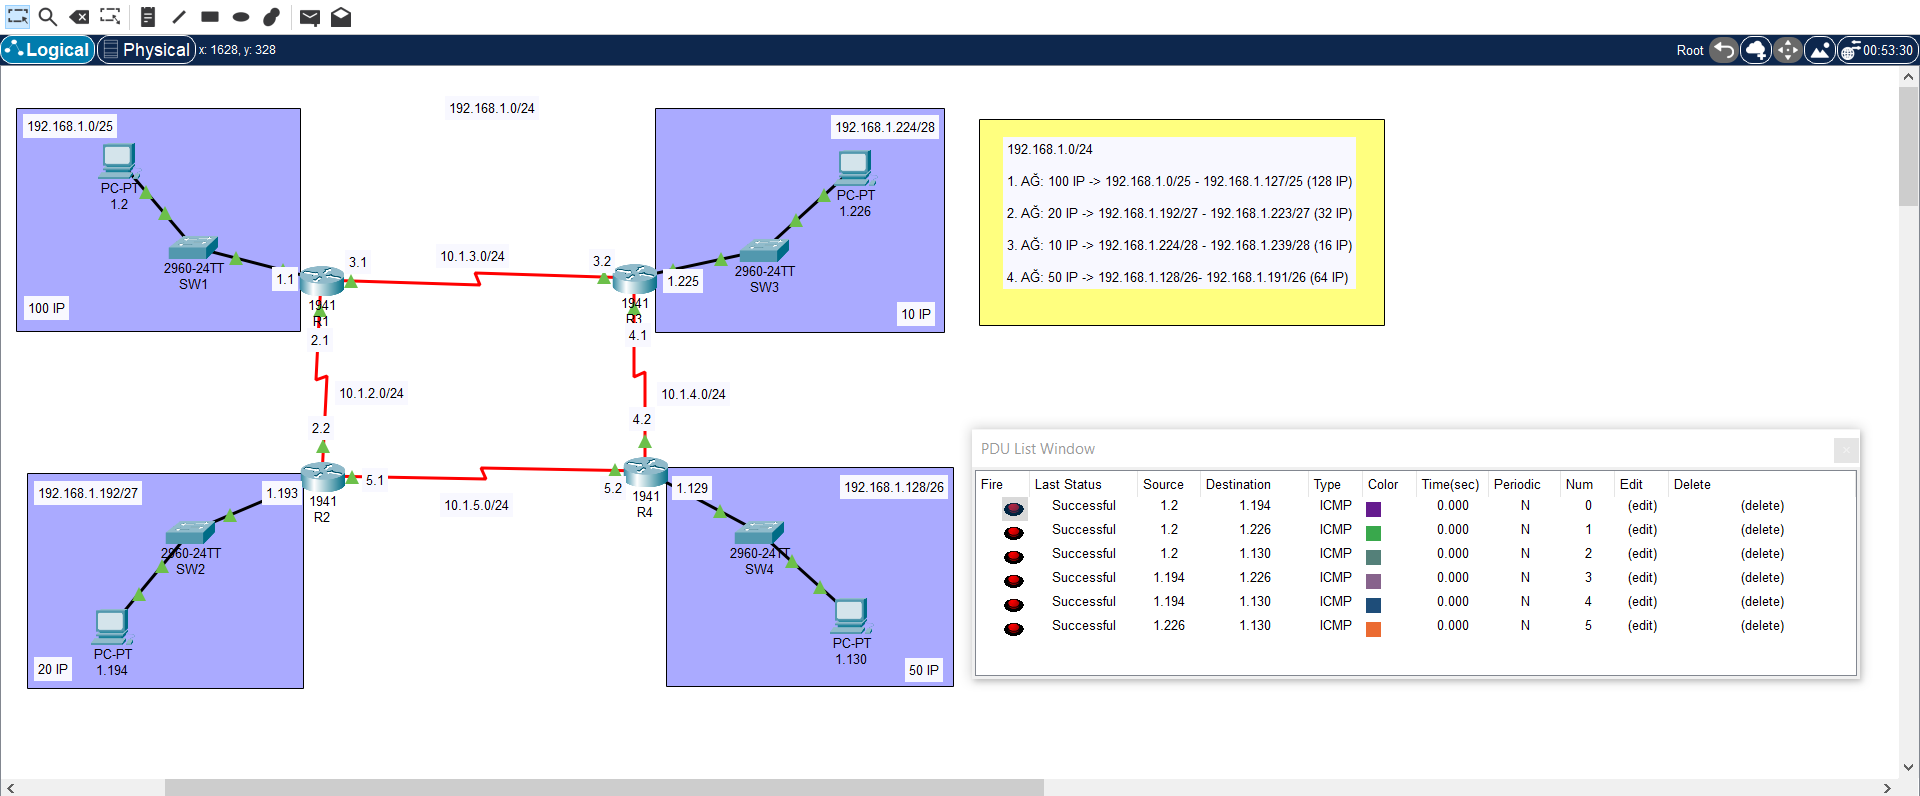 Logical
Physical
x: 1628, y: 328
Root
00:53:30
192.168.1.0/24
192.168.1.0/25
PC-PT
1.2
2960-24TT
SW1
1.1
100 IP
1941
R1
3.1
10.1.3.0/24
3.2
1941
R3
192.168.1.224/28
PC-PT
1.226
2960-24TT
SW3
1.225
10 IP
2.1
10.1.2.0/24
2.2
4.1
10.1.4.0/24
4.2
192.168.1.192/27
1.193
1941
R2
5.1
10.1.5.0/24
5.2
1941
R4
2960-24TT
SW2
PC-PT
1.194
20 IP
1.129
192.168.1.128/26
2960-24TT
SW4
PC-PT
1.130
50 IP
192.168.1.0/24
1. AĞ: 100 IP -> 192.168.1.0/25 - 192.168.1.127/25 (128 IP)
2. AĞ: 20 IP -> 192.168.1.192/27 - 192.168.1.223/27 (32 IP)
3. AĞ: 10 IP -> 192.168.1.224/28 - 192.168.1.239/28 (16 IP)
4. AĞ: 50 IP -> 192.168.1.128/26- 192.168.1.191/26 (64 IP)
PDU List Window
Fire Last Status Source Destination Type Color Time(sec) Periodic Num Edit Delete
Successful 1.2 1.194 ICMP 0.000 N 0 (edit) (delete)
Successful 1.2 1.226 ICMP 0.000 N 1 (edit) (delete)
Successful 1.2 1.130 ICMP 0.000 N 2 (edit) (delete)
Successful 1.194 1.226 ICMP 0.000 N 3 (edit) (delete)
Successful 1.194 1.130 ICMP 0.000 N 4 (edit) (delete)
Successful 1.226 1.130 ICMP 0.000 N 5 (edit) (delete)